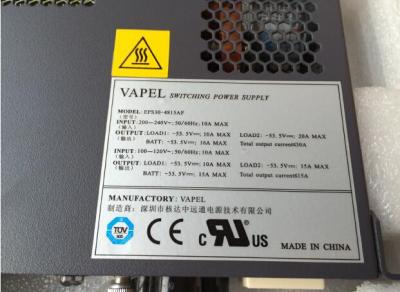 VAPEL SWITCHING POWER SUPPLY
MODEL: EPS30-4815AF
(型号)
INPUT:200—240V~,50/60Hz,10A MAX
(输入)
OUTPUT:LOAD1: -53.5V⎓,10A MAX LOAD2: -53.5V⎓ 20A MAX
(输出) BATT: -53.5V⎓, 16A MAX Total output current≤30A
INPUT:100—120V~,50/60Hz,10A MAX
(输入)
OUTPUT:LOAD1: -53.5V⎓,10A MAX LOAD2: -53.5V⎓, 15A MAX
(输出) BATT: -53.5V⎓, 15A MAX Total output current≤15A
MANUFACTORY: VAPEL
制造商: 深圳市核达中远通电源技术有限公司
TÜV
CE
c RU US
MADE IN CHINA